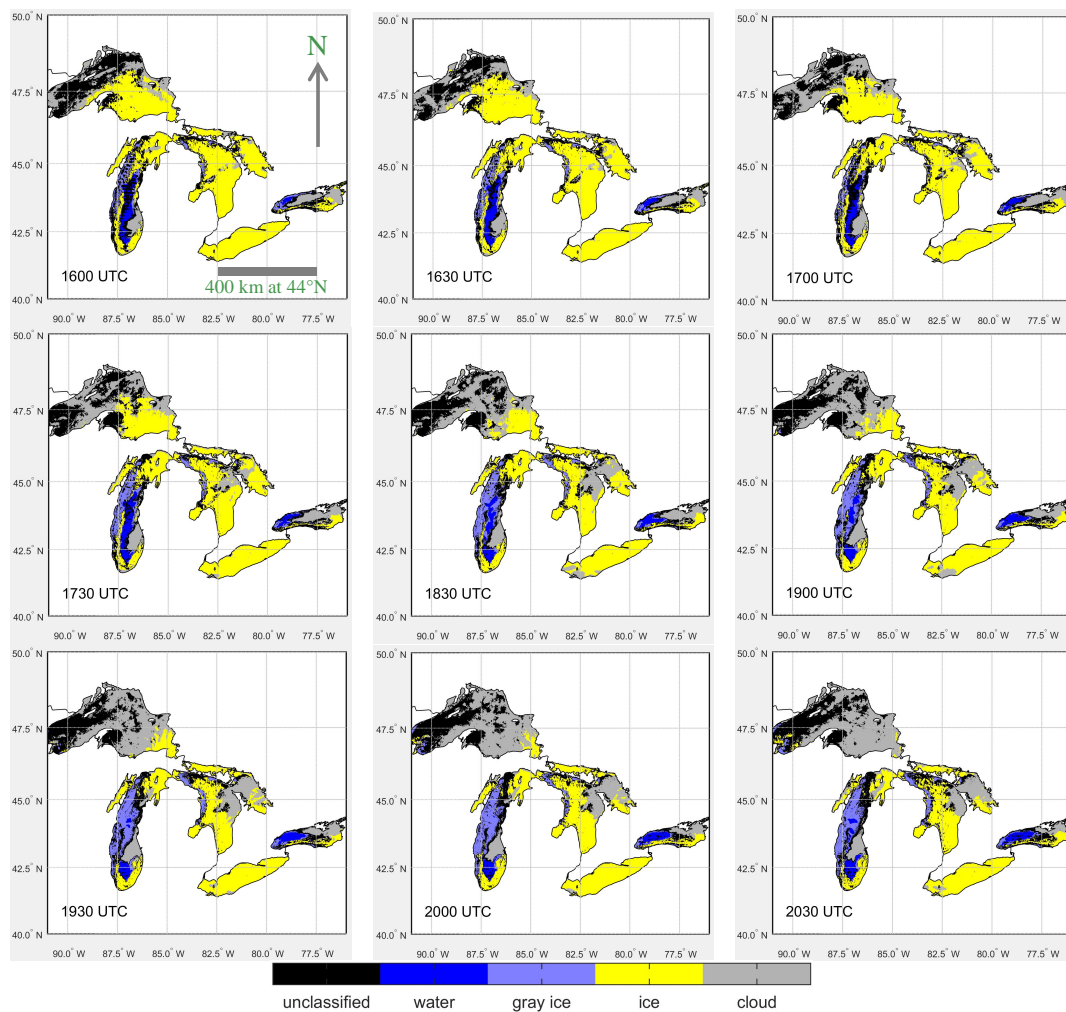 50.0° N
47.5° N
45.0° N
42.5° N
40.0° N
N
1600 UTC
400 km at 44°N
90.0° W 87.5° W 85.0° W 82.5° W 80.0° W 77.5° W
50.0° N
47.5° N
45.0° N
42.5° N
40.0° N
1630 UTC
90.0° W 87.5° W 85.0° W 82.5° W 80.0° W 77.5° W
50.0° N
47.5° N
45.0° N
42.5° N
40.0° N
1700 UTC
90.0° W 87.5° W 85.0° W 82.5° W 80.0° W 77.5° W
50.0° N
47.5° N
45.0° N
42.5° N
40.0° N
1730 UTC
90.0° W 87.5° W 85.0° W 82.5° W 80.0° W 77.5° W
50.0° N
47.5° N
45.0° N
42.5° N
40.0° N
1830 UTC
90.0° W 87.5° W 85.0° W 82.5° W 80.0° W 77.5° W
50.0° N
47.5° N
45.0° N
42.5° N
40.0° N
1900 UTC
90.0° W 87.5° W 85.0° W 82.5° W 80.0° W 77.5° W
50.0° N
47.5° N
45.0° N
42.5° N
40.0° N
1930 UTC
90.0° W 87.5° W 85.0° W 82.5° W 80.0° W 77.5° W
50.0° N
47.5° N
45.0° N
42.5° N
40.0° N
2000 UTC
90.0° W 87.5° W 85.0° W 82.5° W 80.0° W 77.5° W
50.0° N
47.5° N
45.0° N
42.5° N
40.0° N
2030 UTC
90.0° W 87.5° W 85.0° W 82.5° W 80.0° W 77.5° W
unclassified water gray ice ice cloud